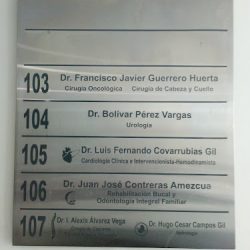 103 Dr. Francisco Javier Guerrero Huerta
Cirugía Oncológica Cirugía de Cabeza y Cuello
104 Dr. Bolívar Pérez Vargas
Urología
105 Dr. Luis Fernando Covarrubias Gil
Cardiología Clínica e Intervencionista-Hemodinamista
106 Dr. Juan José Contreras Amezcua
Rehabilitación Bucal y
Odontología Integral Familiar
107 Dr. I. Alexis Álvarez Vega Dr. Hugo Cesar Campos Gil